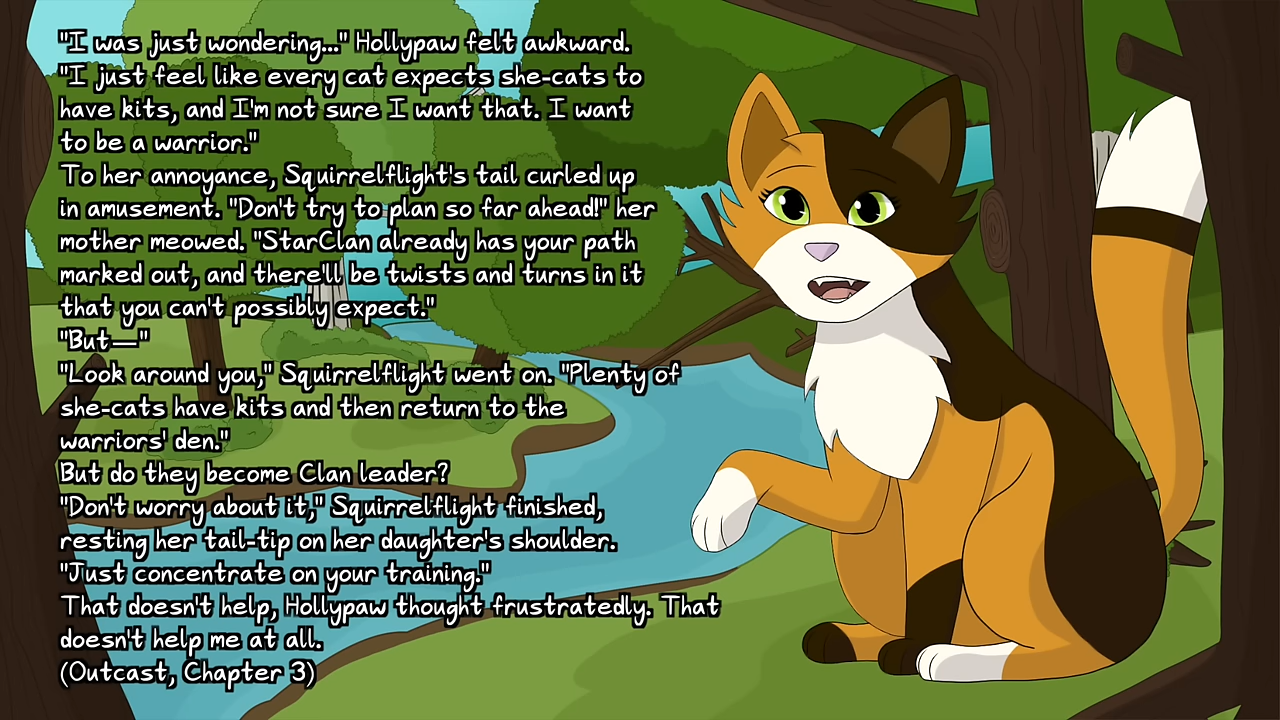 "I was just wondering..." Hollypaw felt awkward.
"I just feel like every cat expects she-cats to
have kits, and I'm not sure I want that. I want
to be a warrior."
To her annoyance, Squirrelflight's tail curled up
in amusement. "Don't try to plan so far ahead!" her
mother meowed. "StarClan already has your path
marked out, and there'll be twists and turns in it
that you can't possibly expect."
"But—"
"Look around you," Squirrelflight went on. "Plenty of
she-cats have kits and then return to the
warriors' den."
But do they become Clan leader?
"Don't worry about it," Squirrelflight finished,
resting her tail-tip on her daughter's shoulder.
"Just concentrate on your training."
That doesn't help, Hollypaw thought frustratedly. That
doesn't help me at all.
(Outcast, Chapter 3)